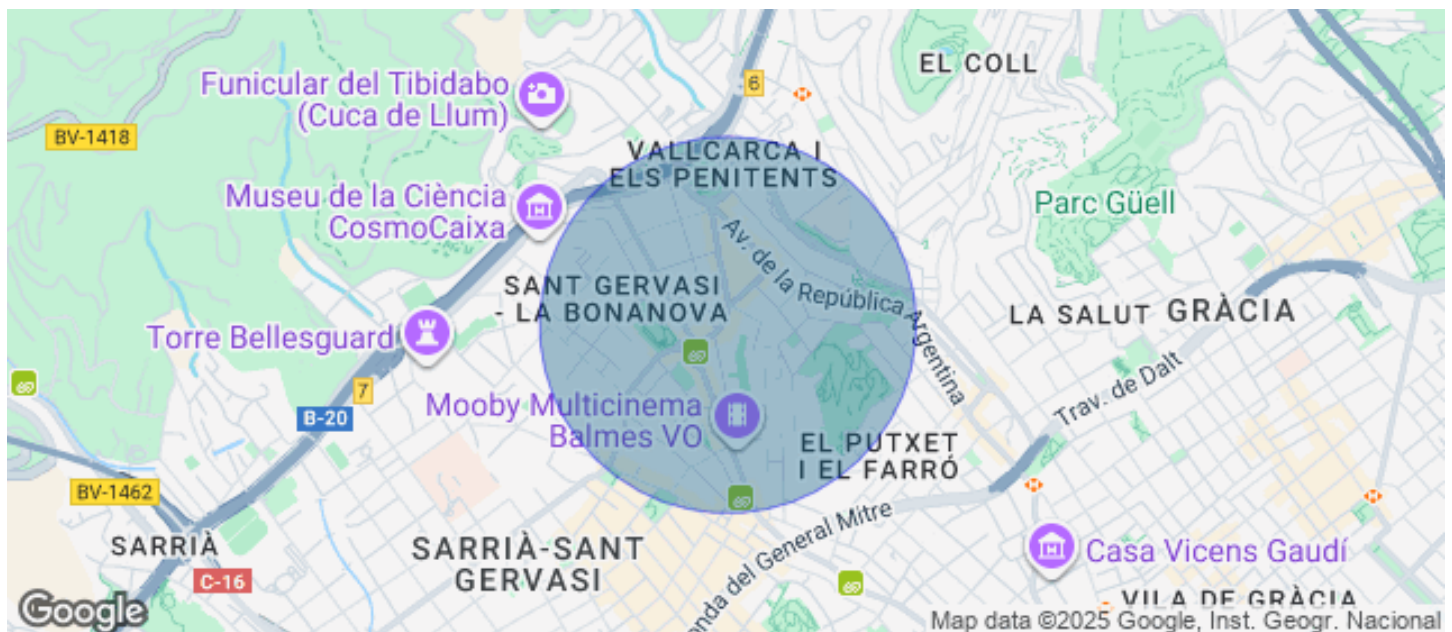 EL COLL
Funicular del Tibidabo
(Cuca de Llum)
6
BV-1418
VALLCARCA I
ELS PENITENTS
Museu de la Ciència
CosmoCaixa
Parc Güell
Av. de la República Argentina
SANT GERVASI
- LA BONANOVA
LA SALUT
GRÀCIA
Torre Bellesguard
Trav. de Dalt
7
B-20
Mooby Multicinema
Balmes VO
EL PUTXET
I EL FARRÓ
BV-1462
SARRIÀ
SARRIÀ-SANT
GERVASI
onda del General Mitre
Casa Vicens Gaudí
C-16
VILA DE GRÀCIA
Google
Map data ©2025 Google, Inst. Geogr. Nacional